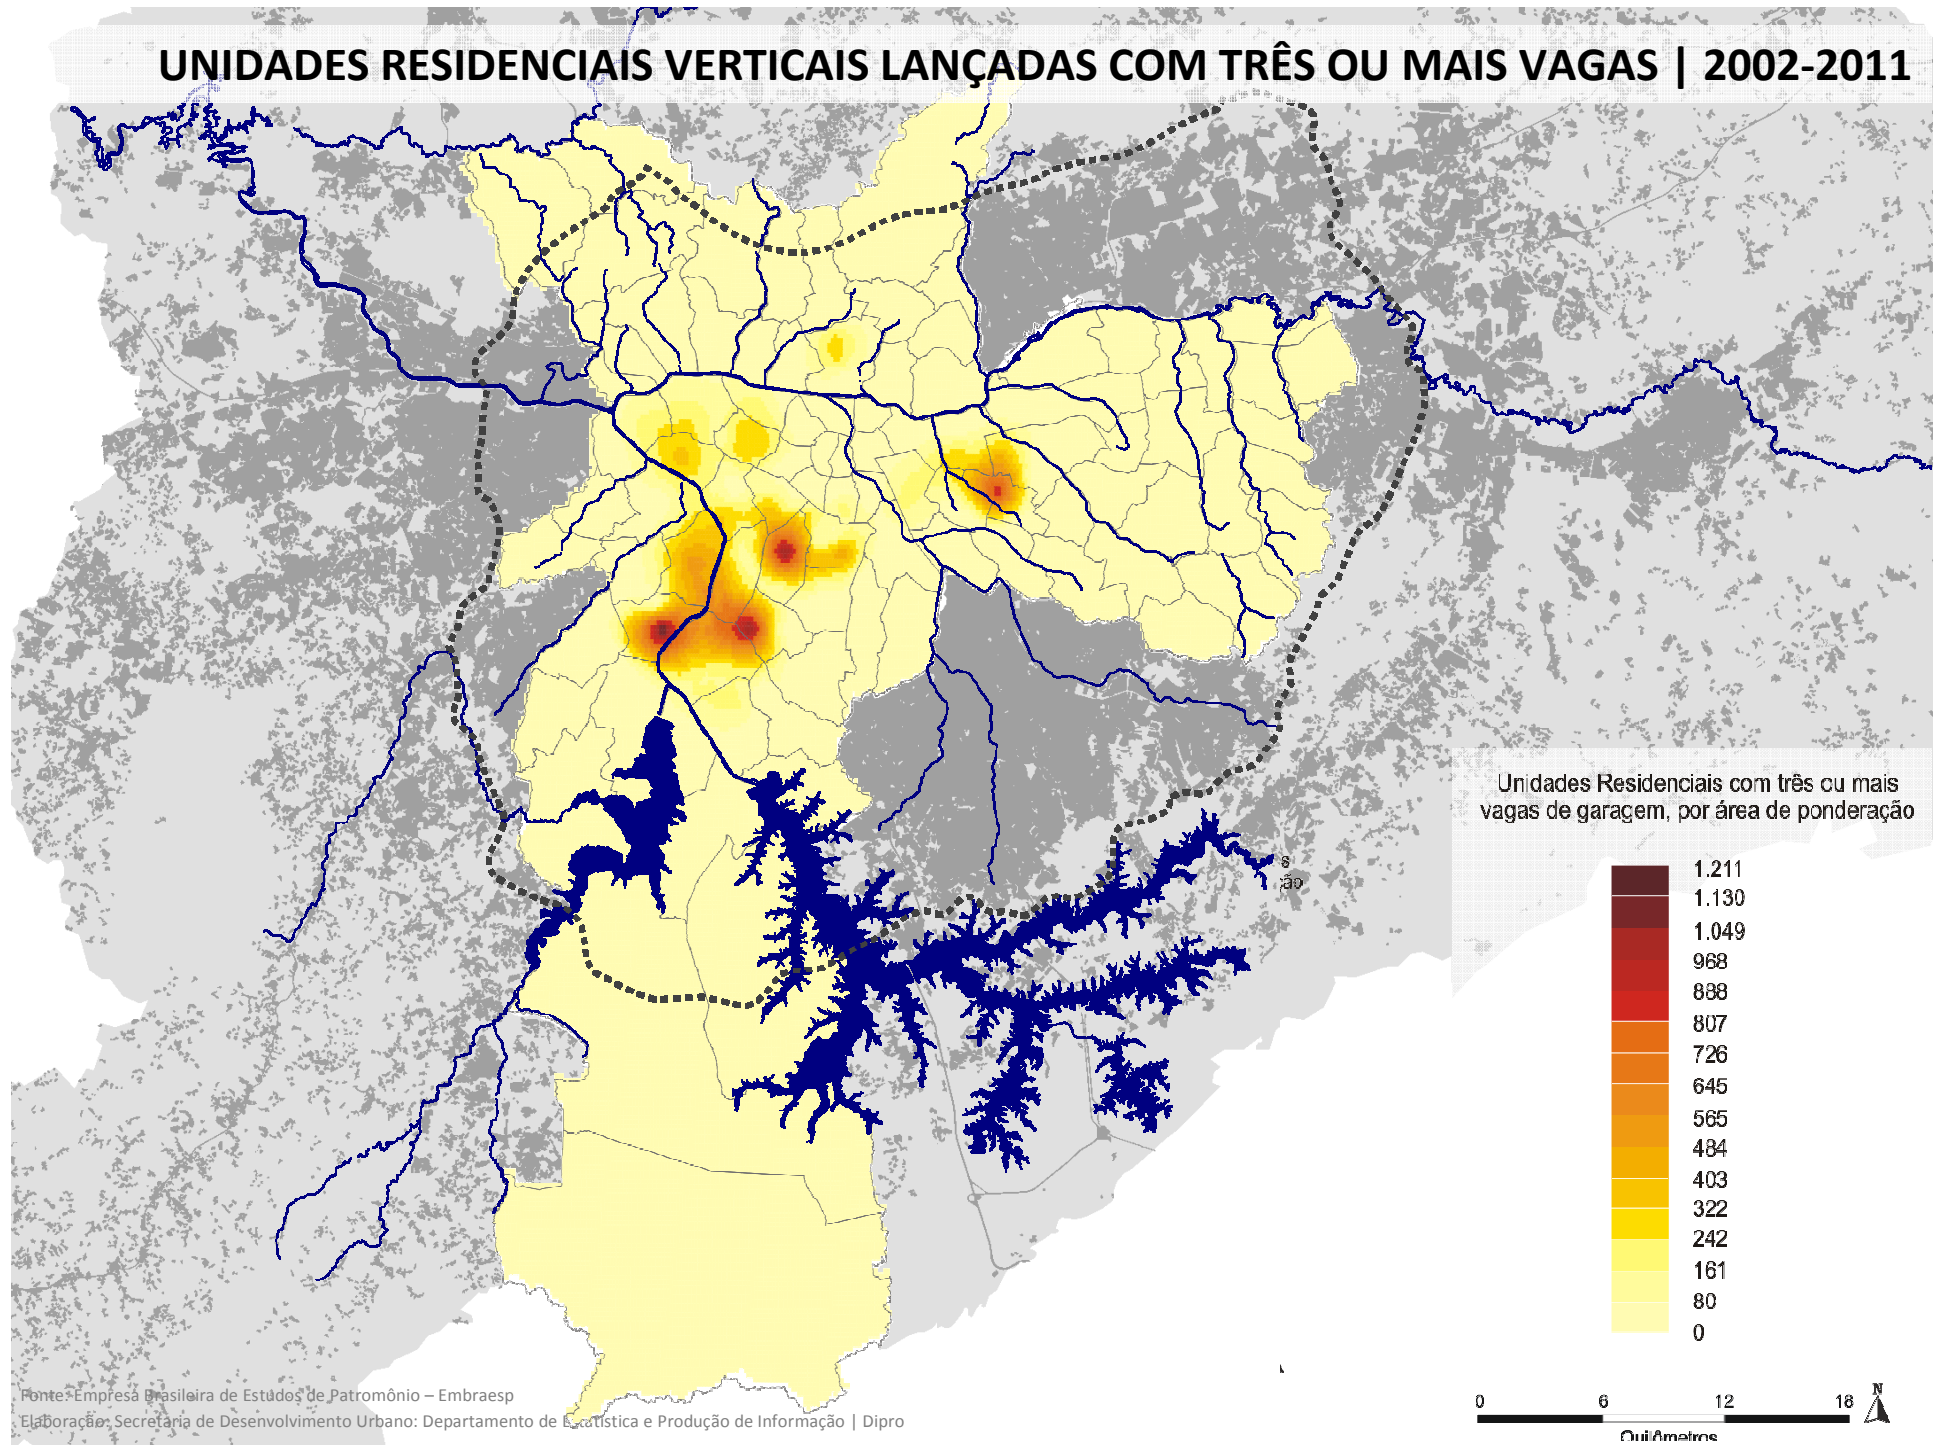 UNIDADES RESIDENCIAIS VERTICAIS LANÇADAS COM TRÊS OU MAIS VAGAS | 2002-2011
Unidades Residenciais com três ou mais
vagas de garagem, por área de ponderação
s
ão
1.211
1.130
1.049
968
888
807
726
645
565
484
403
322
242
161
80
0
Fonte: Empresa Brasileira de Estudos de Patromônio – Embraesp
Elaboração: Secretaria de Desenvolvimento Urbano: Departamento de Estatística e Produção de Informação | Dipro
0 6 12 18
N
Quilômetros